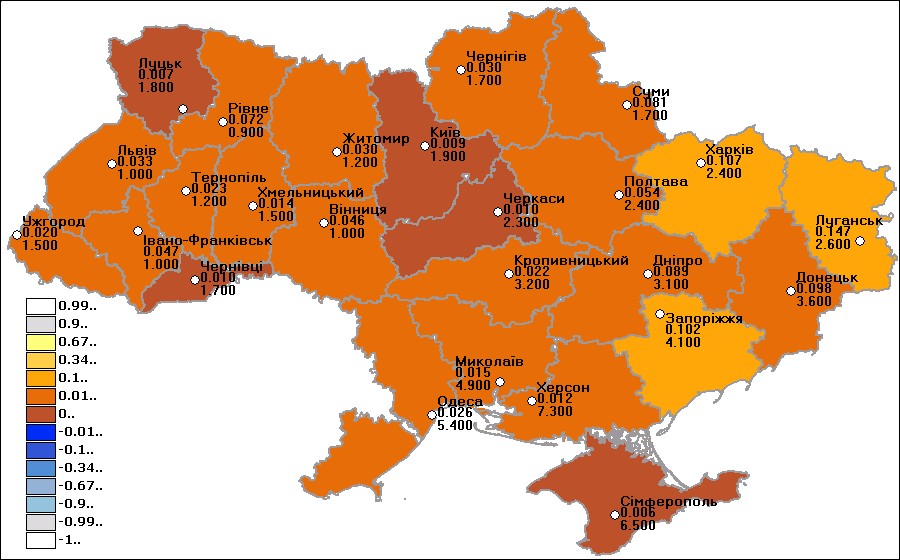 Луцьк
0.007
1.800
Рівне
0.072
0.900
Житомир
0.030
1.200
Київ
0.009
1.900
Чернігів
0.030
1.700
Суми
0.081
1.700
Львів
0.033
1.000
Тернопіль
0.023
1.200
Хмельницький
0.014
1.500
Вінниця
0.046
1.000
Черкаси
0.010
2.300
Полтава
0.054
2.400
Харків
0.107
2.400
Луганськ
0.147
2.600
Ужгород
0.020
1.500
Івано-Франківськ
0.047
1.000
Чернівці
0.010
1.700
Кропивницький
0.022
3.200
Дніпро
0.089
3.100
Донецьк
0.098
3.600
Запоріжжя
0.102
4.100
Миколаїв
0.015
4.900
Херсон
0.012
7.300
Одеса
0.026
5.400
Сімферополь
0.006
6.500
0.99..
0.9..
0.67..
0.34..
0.1..
0.01..
0..
-0.01..
-0.1..
-0.34..
-0.67..
-0.9..
-0.99..
-1..